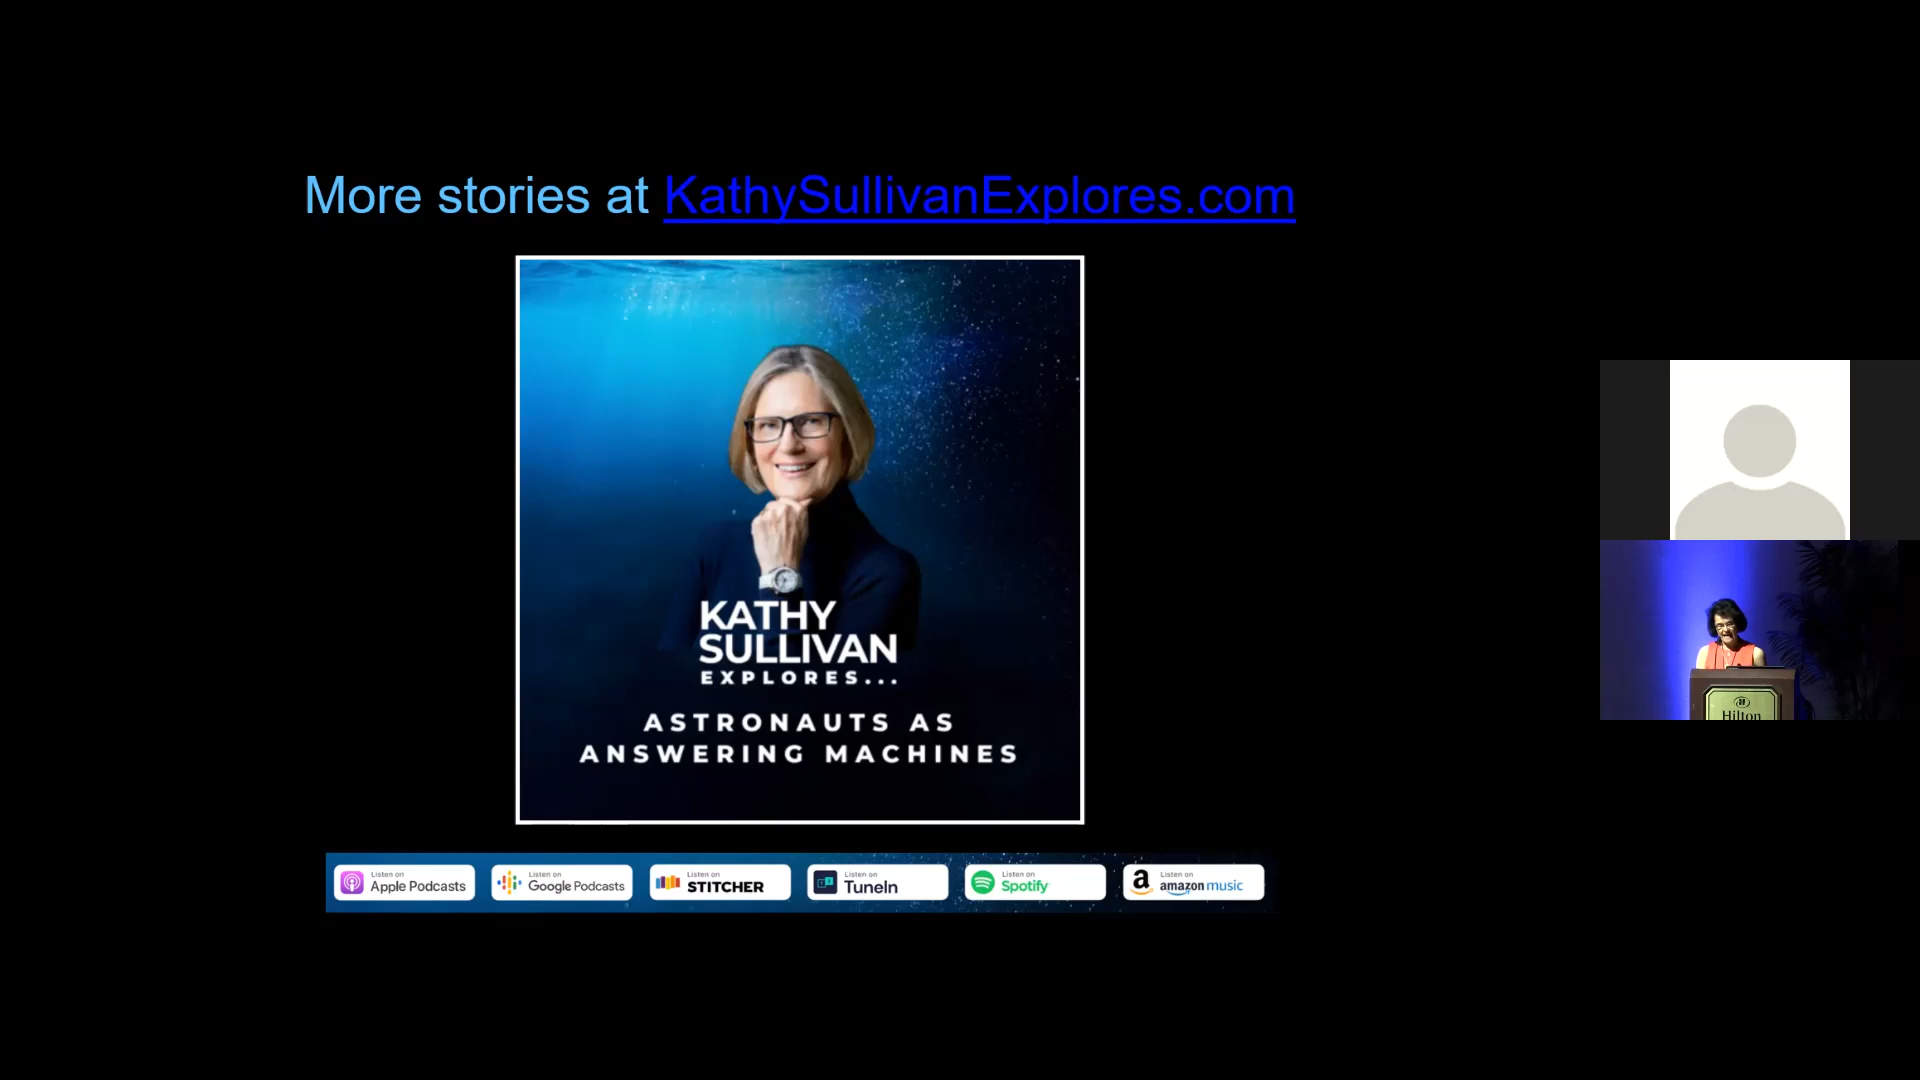 More stories at KathySullivanExplores.com
KATHY
SULLIVAN
EXPLORES...
ASTRONAUTS AS
ANSWERING MACHINES
Listen on
Apple Podcasts
Listen on
Google Podcasts
Listen on
STITCHER
Listen on
TuneIn
Listen on
Spotify
a
Listen on
amazon music
Hilton